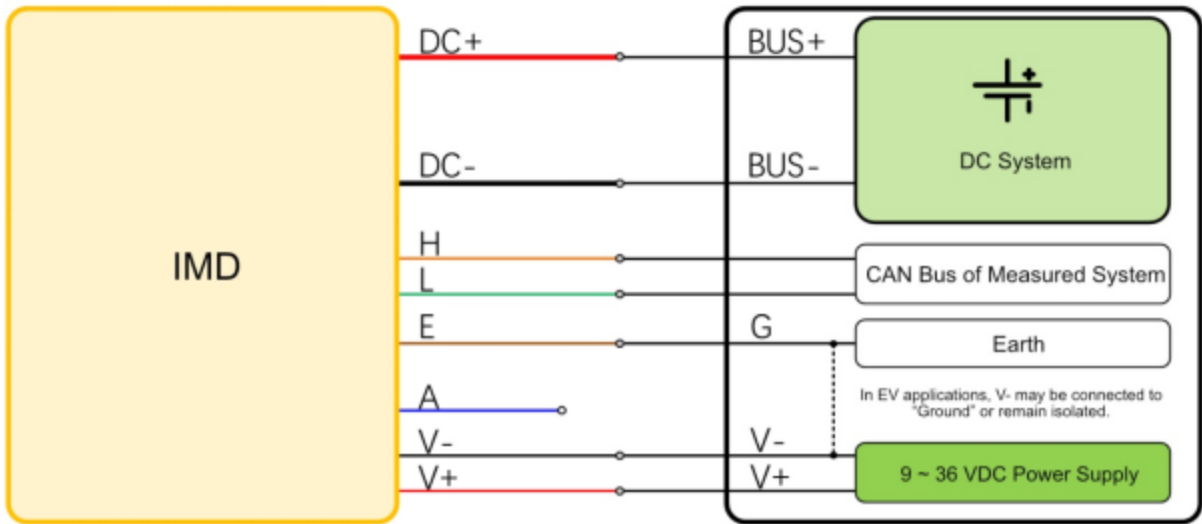 DC+
BUS+
DC-
BUS-
DC System
IMD
H
L
CAN Bus of Measured System
E
G
Earth
A
In EV applications, V- may be connected to
"Ground" or remain isolated.
V-
V-
V+
V+
9 ~ 36 VDC Power Supply